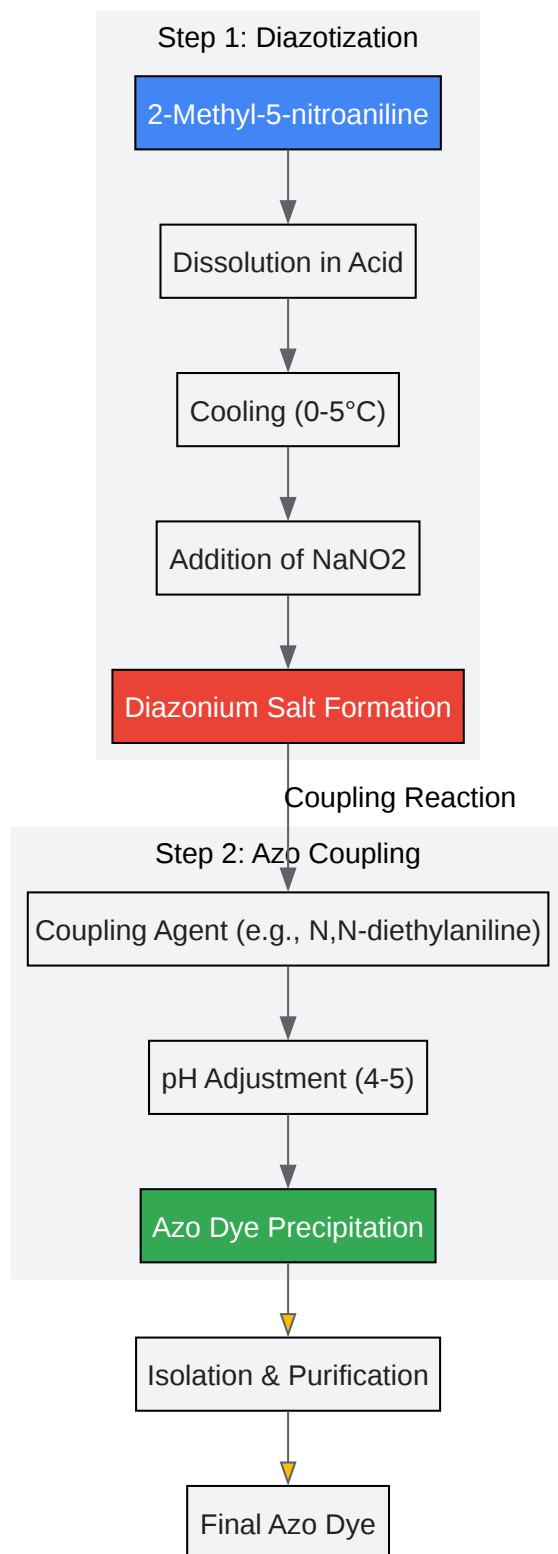 Step 1: Diazotization
2-Methyl-5-nitroaniline
Dissolution in Acid
Cooling (0-5°C)
Addition of NaNO2
Diazonium Salt Formation
Coupling Reaction
Step 2: Azo Coupling
Coupling Agent (e.g., N,N-diethylaniline)
pH Adjustment (4-5)
Azo Dye Precipitation
Isolation & Purification
Final Azo Dye